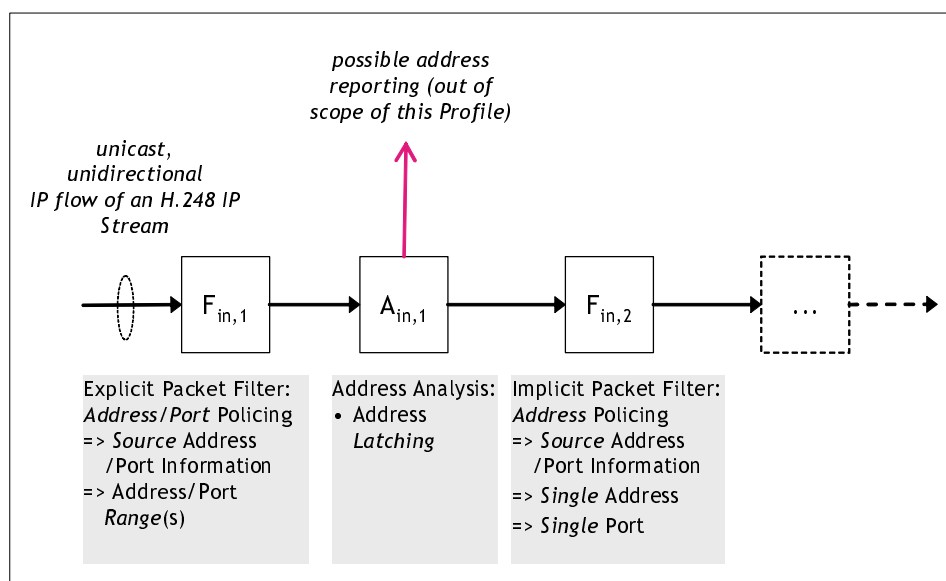 possible address
reporting (out of
scope of this Profile)
unicast,
unidirectional
IP flow of an H.248 IP
Stream
F in,1
A in,1
F in,2
...
Explicit Packet Filter:
Address/Port Policing
=> Source Address
/Port Information
=> Address/Port
Range(s)
Address Analysis:
• Address
Latching
Implicit Packet Filter:
Address Policing
=> Source Address
/Port Information
=> Single Address
=> Single Port